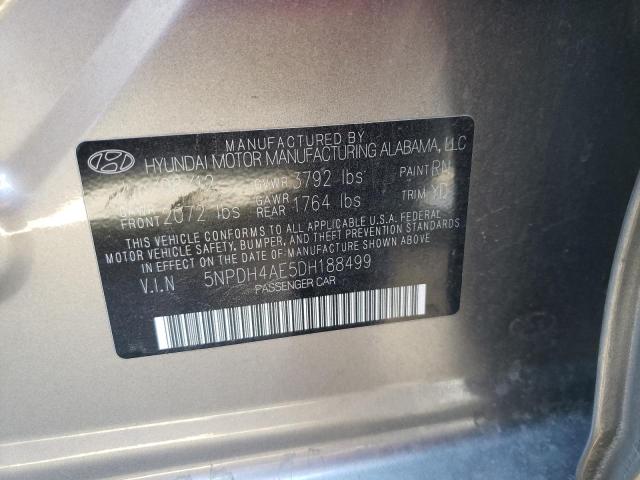 MANUFACTURED BY
HYUNDAI MOTOR MANUFACTURING ALABAMA, LLC
GVWR 3792 lbs PAINT RN
FRONT 2072 lbs GAWR REAR 1764 lbs TRIM YD
THIS VEHICLE CONFORMS TO ALL APPLICABLE U.S.A. FEDERAL
MOTOR VEHICLE SAFETY, BUMPER, AND THEFT PREVENTION STANDARDS
IN EFFECT ON THE DATE OF MANUFACTURE SHOWN ABOVE.
V.I.N 5NPDH4AE5DH188499
PASSENGER CAR